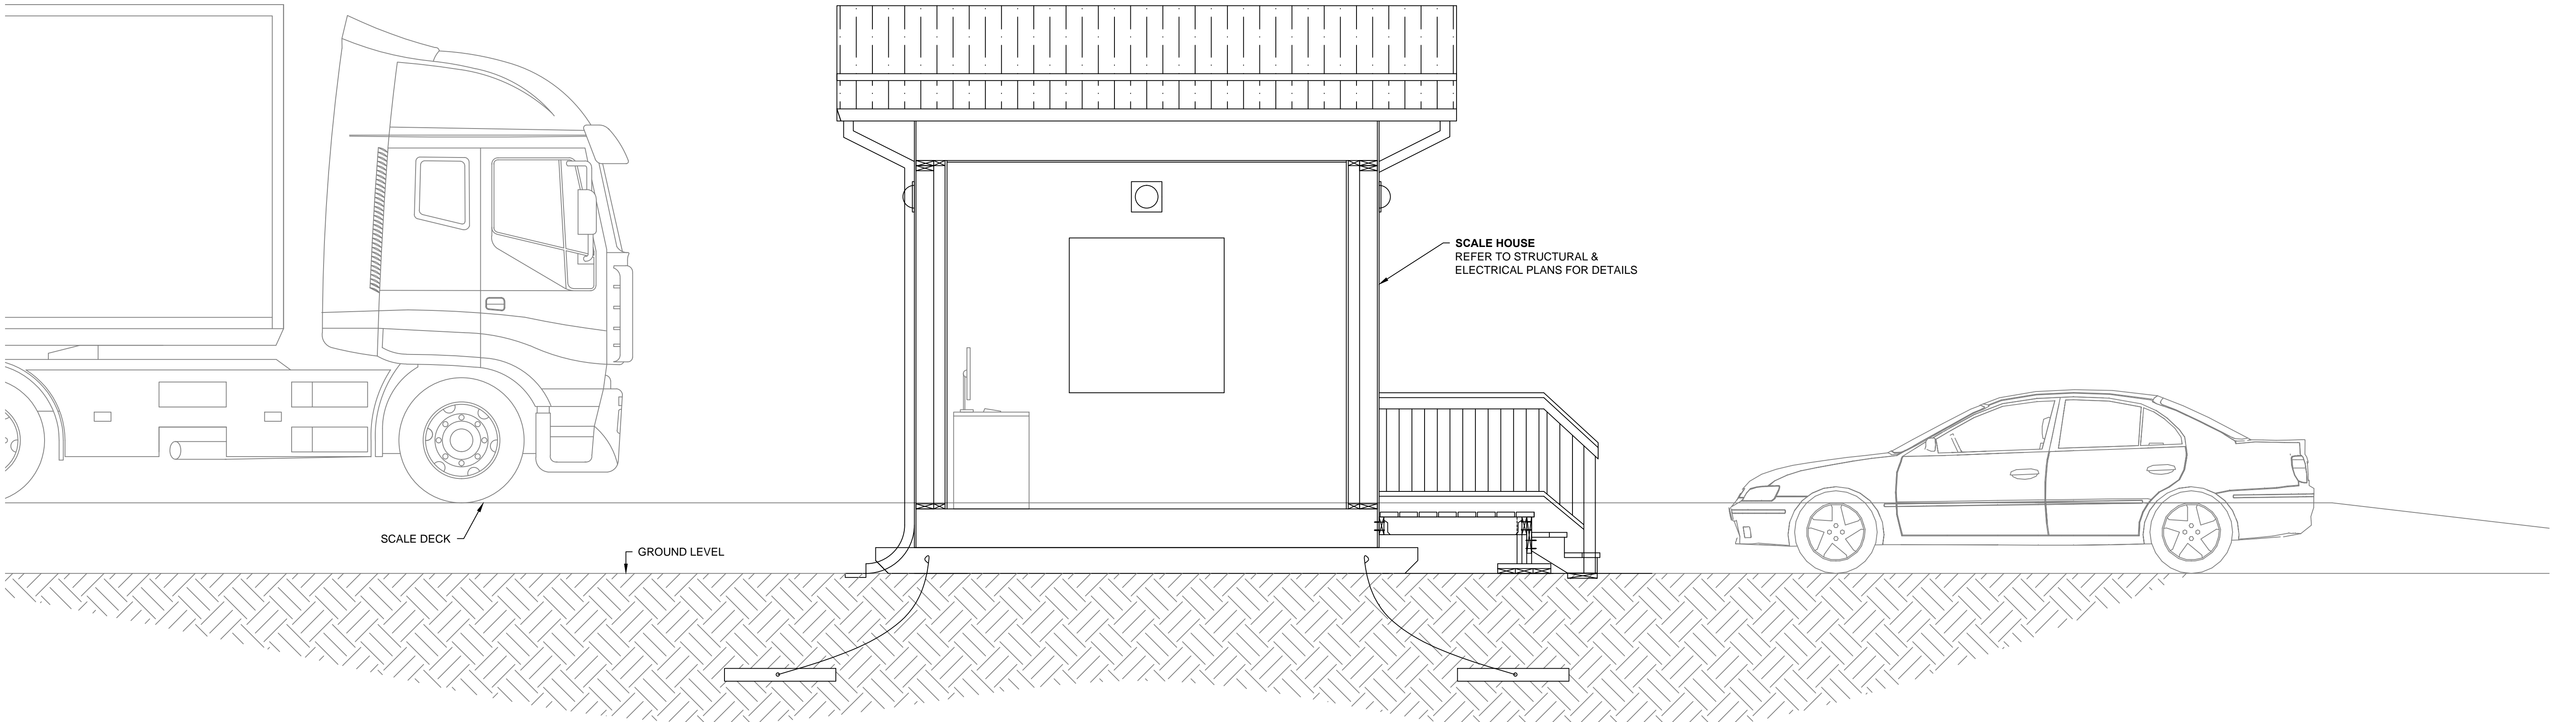 SCALE HOUSE
REFER TO STRUCTURAL &
ELECTRICAL PLANS FOR DETAILS
SCALE DECK
GROUND LEVEL